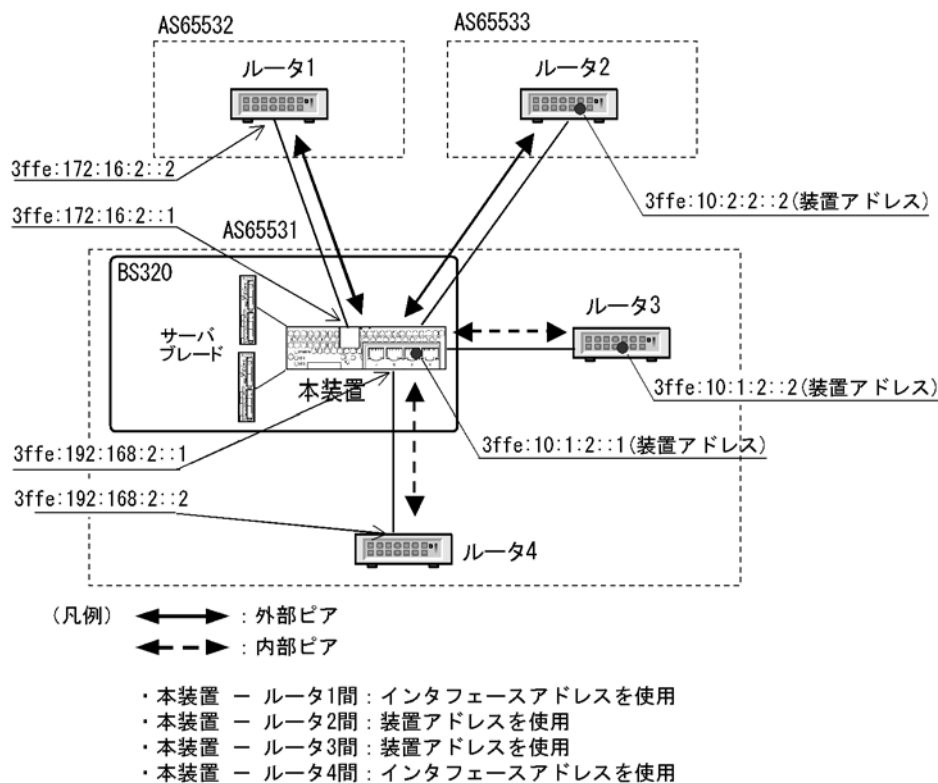 AS65532
AS65533
ルータ1
ルータ2
3ffe:172:16:2::2
3ffe:10:2:2::2(装置アドレス)
3ffe:172:16:2::1
AS65531
BS320
ルータ3
サーバ
ブレード
本装置
3ffe:10:1:2::2(装置アドレス)
3ffe:192:168:2::1
3ffe:10:1:2::1(装置アドレス)
3ffe:192:168:2::2
ルータ4
(凡例)
:外部ピア
:内部ピア
・本装置 － ルータ1間:インタフェースアドレスを使用
・本装置 － ルータ2間:装置アドレスを使用
・本装置 － ルータ3間:装置アドレスを使用
・本装置 － ルータ4間:インタフェースアドレスを使用